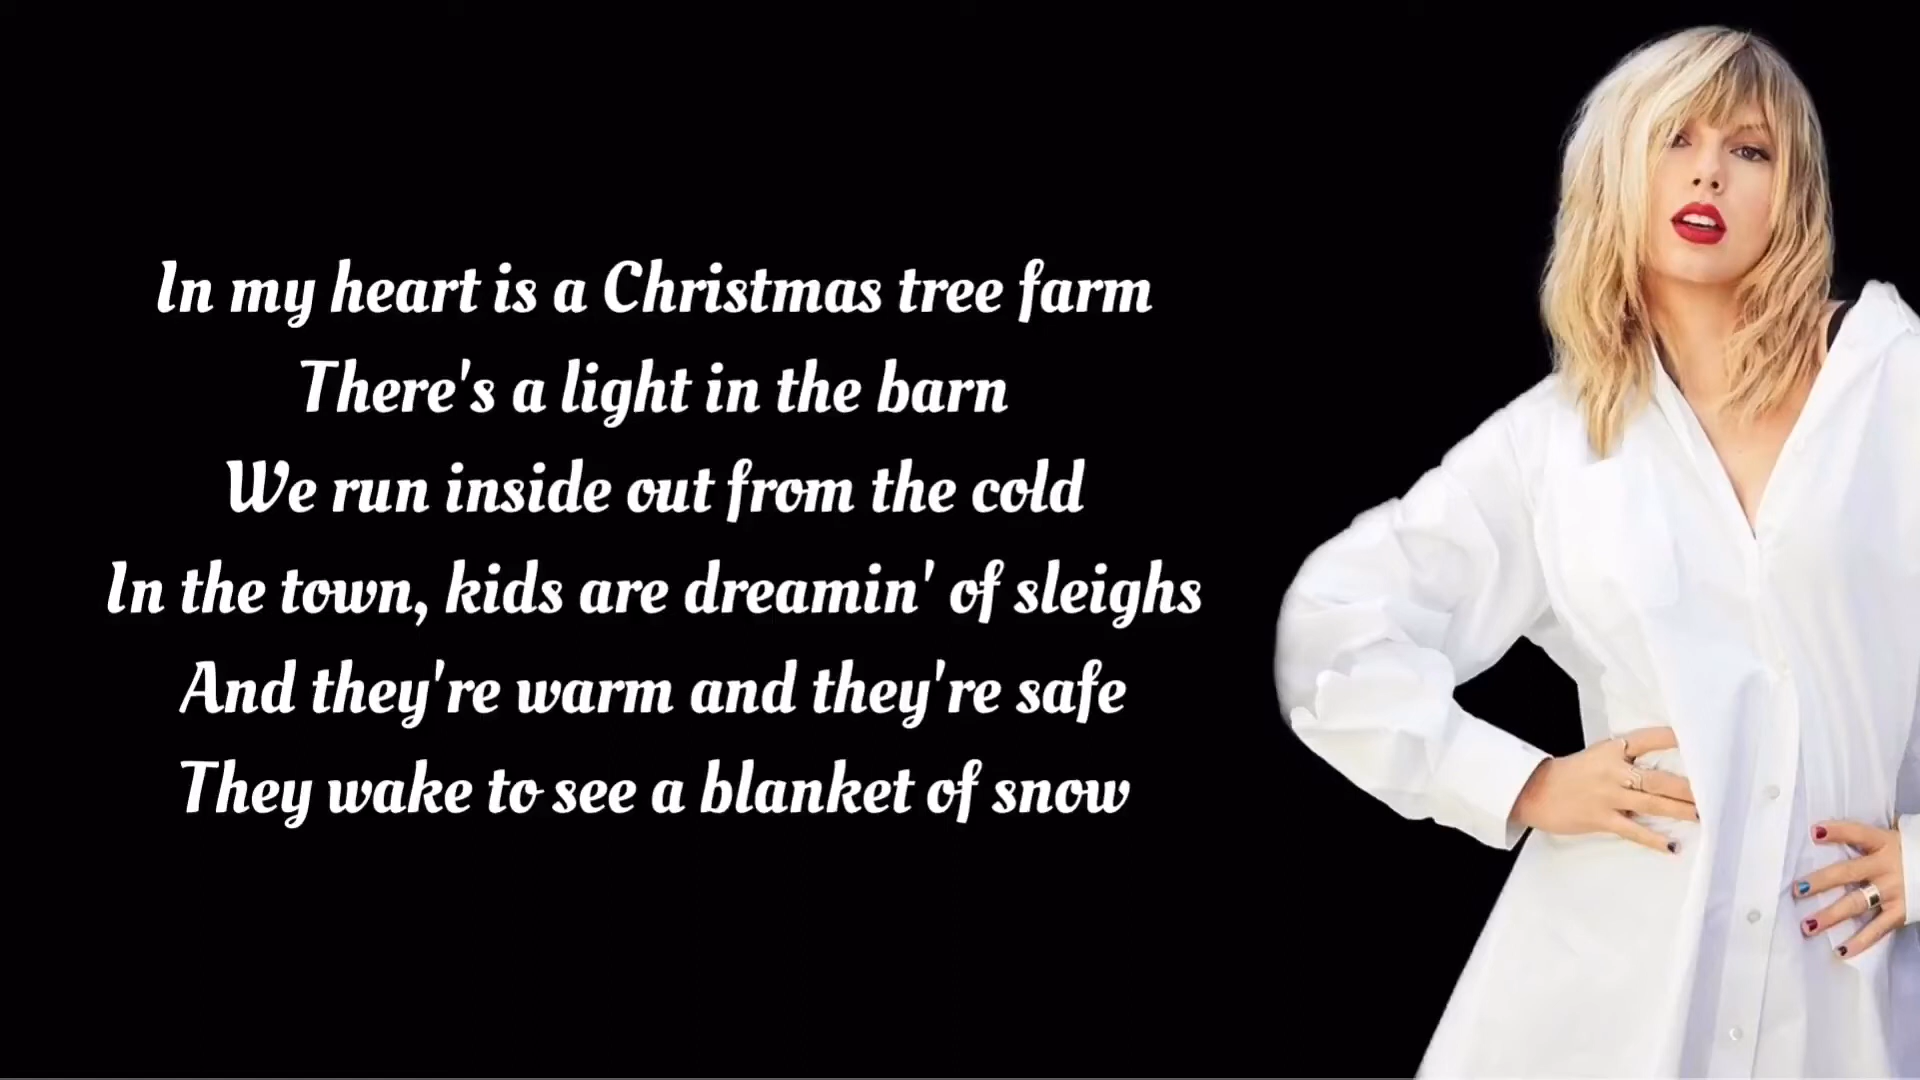 In my heart is a Christmas tree farm
There's a light in the barn
We run inside out from the cold
In the town, kids are dreamin' of sleighs
And they're warm and they're safe
They wake to see a blanket of snow